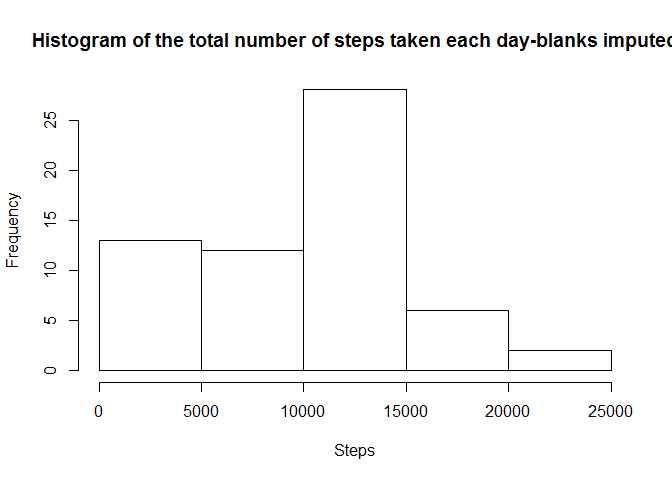 Histogram of the total number of steps taken each day-blanks imputed
Frequency
25
20
15
10
5
0
0 5000 10000 15000 20000 25000
Steps